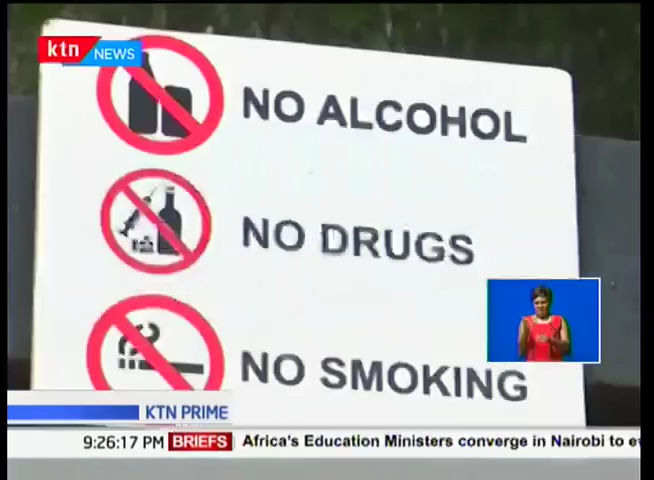 ktn NEWS
NO ALCOHOL
NO DRUGS
NO SMOKING
KTN PRIME
9:26:17 PM BRIEFS Africa's Education Ministers converge in Nairobi to